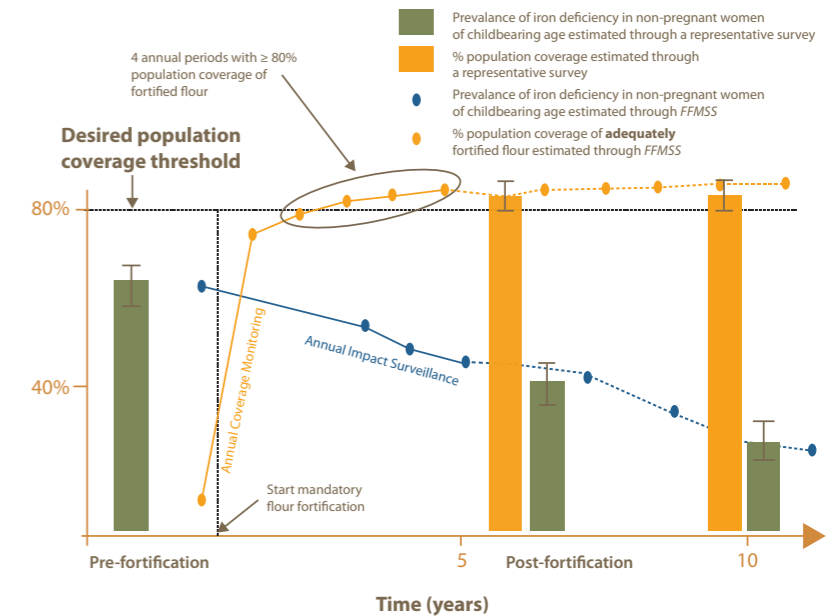 Prevalance of iron deficiency in non-pregnant women
of childbearing age estimated through a representative survey
% population coverage estimated through
a representative survey
Prevalance of iron deficiency in non-pregnant women
of childbearing age estimated through FFMSS
% population coverage of adequately
fortified flour estimated through FFMSS
4 annual periods with ≥ 80%
population coverage of
fortified flour
Desired population
coverage threshold
80%
40%
Annual Coverage Monitoring
Annual Impact Surveillance
Start mandatory
flour fortification
Pre-fortification
5
Post-fortification
10
Time (years)